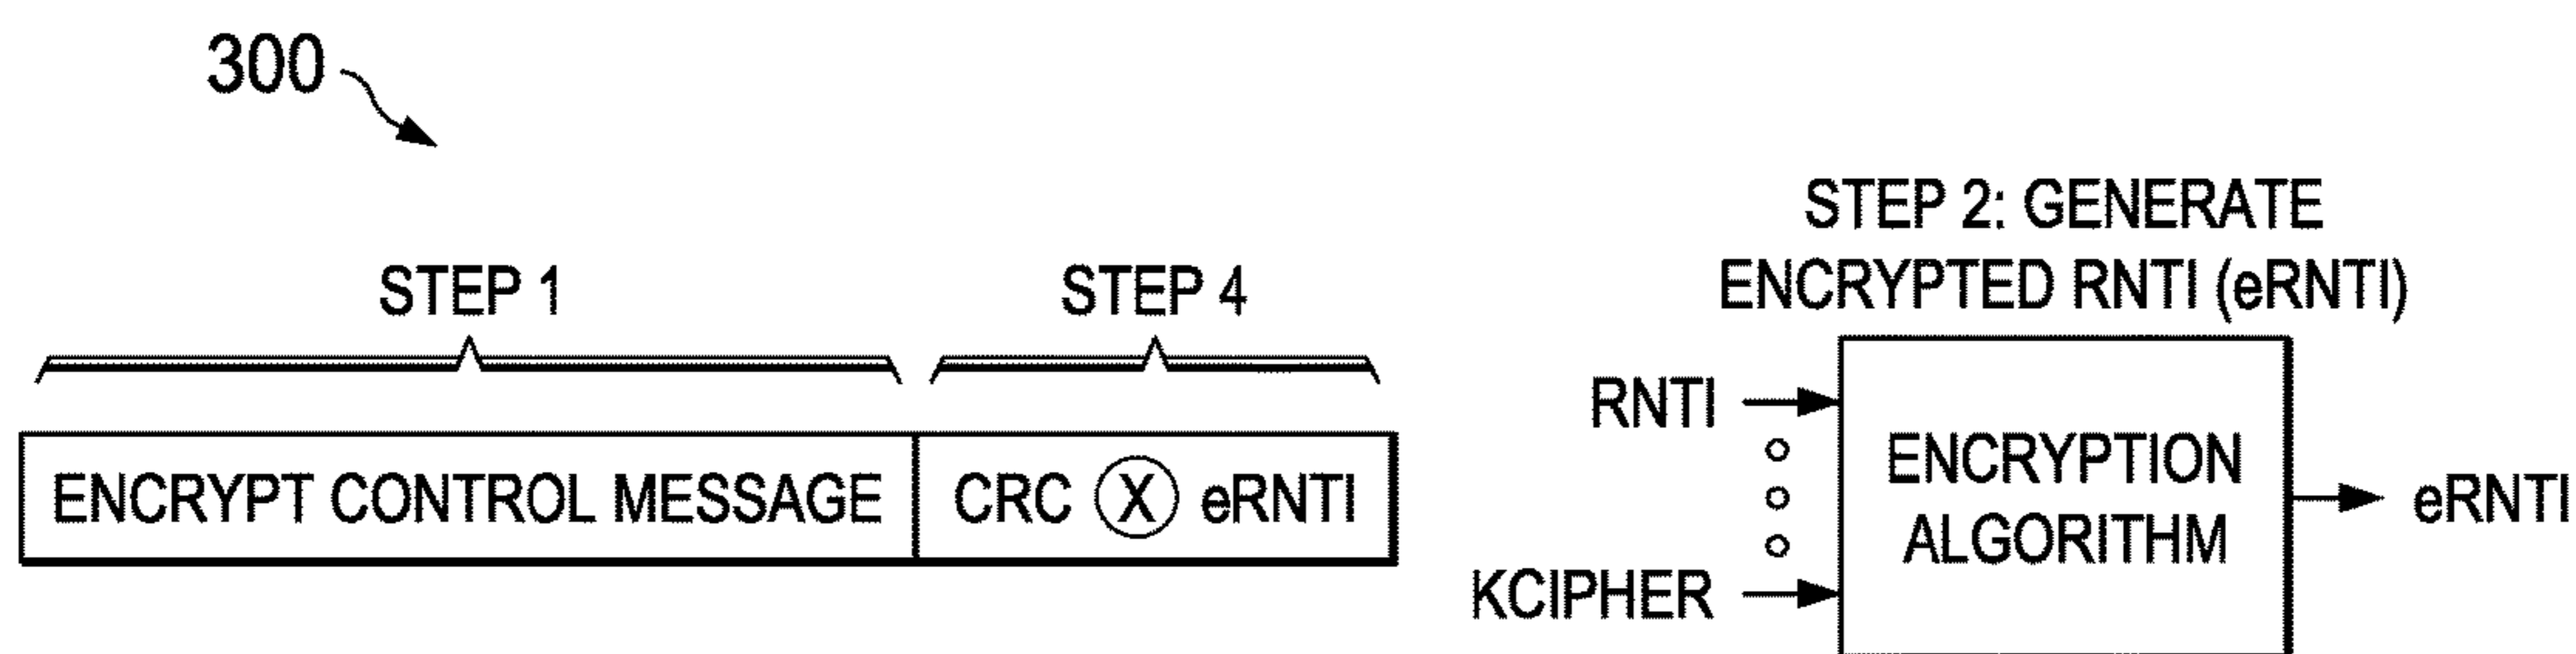 300
STEP 1
STEP 4
ENCRYPT CONTROL MESSAGE
CRC X eRNTI
STEP 2: GENERATE
ENCRYPTED RNTI (eRNTI)
RNTI
KCIPHER
ENCRYPTION
ALGORITHM
eRNTI